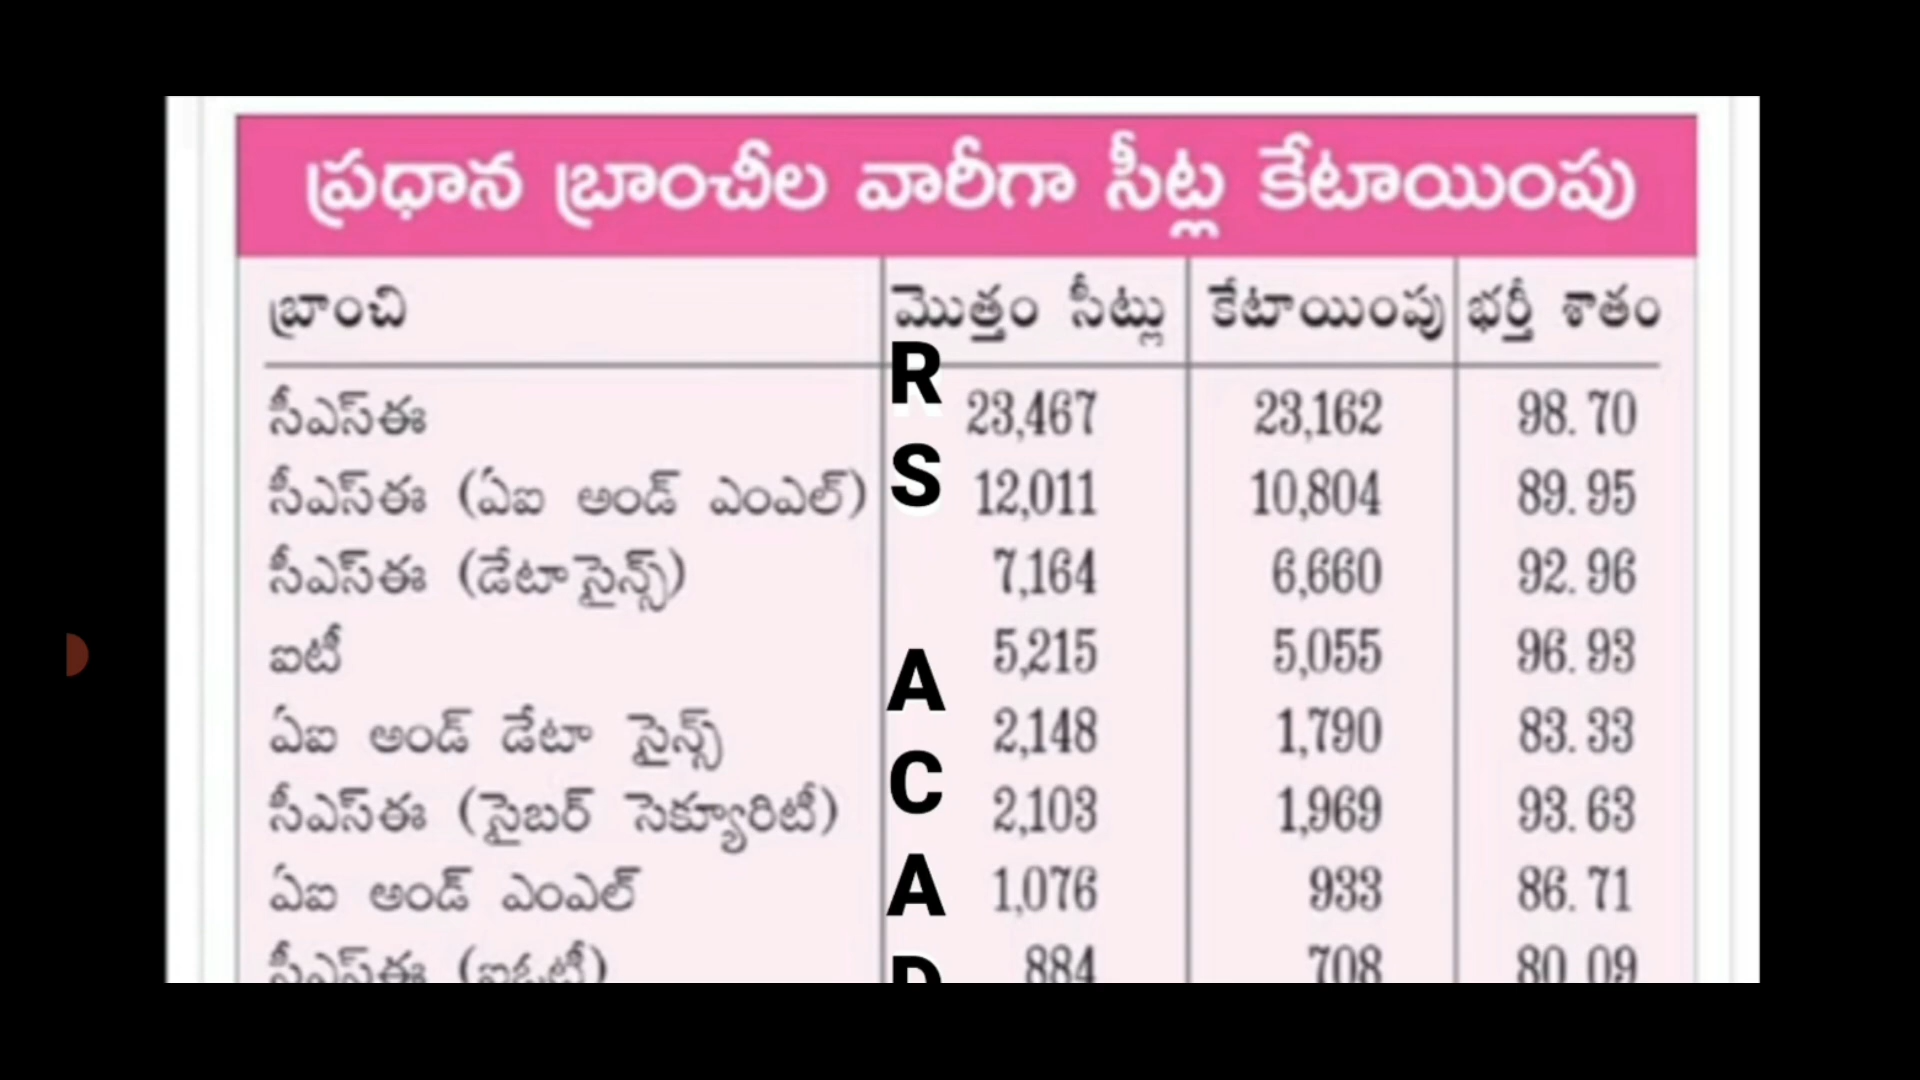 ప్రధాన బ్రాంచీల వారీగా సీట్ల కేటాయింపు
బ్రాంచి మొత్తం సీట్లు కేటాయింపు భర్తీ శాతం
సీఎస్ఈ 23,467 23,162 98.70
సీఎస్ఈ (ఏఐ అండ్ ఎంఎల్) 12,011 10,804 89.95
సీఎస్ఈ (డేటాసైన్స్) 7,164 6,660 92.96
ఐటీ 5,215 5,055 96.93
ఏఐ అండ్ డేటా సైన్స్ 2,148 1,790 83.33
సీఎస్ఈ (సైబర్ సెక్యూరిటీ) 2,103 1,969 93.63
ఏఐ అండ్ ఎంఎల్ 1,076 933 86.71
సీఎస్ఈ (ఐఓటీ) 884 708 80.09
R
S
A
C
A
D